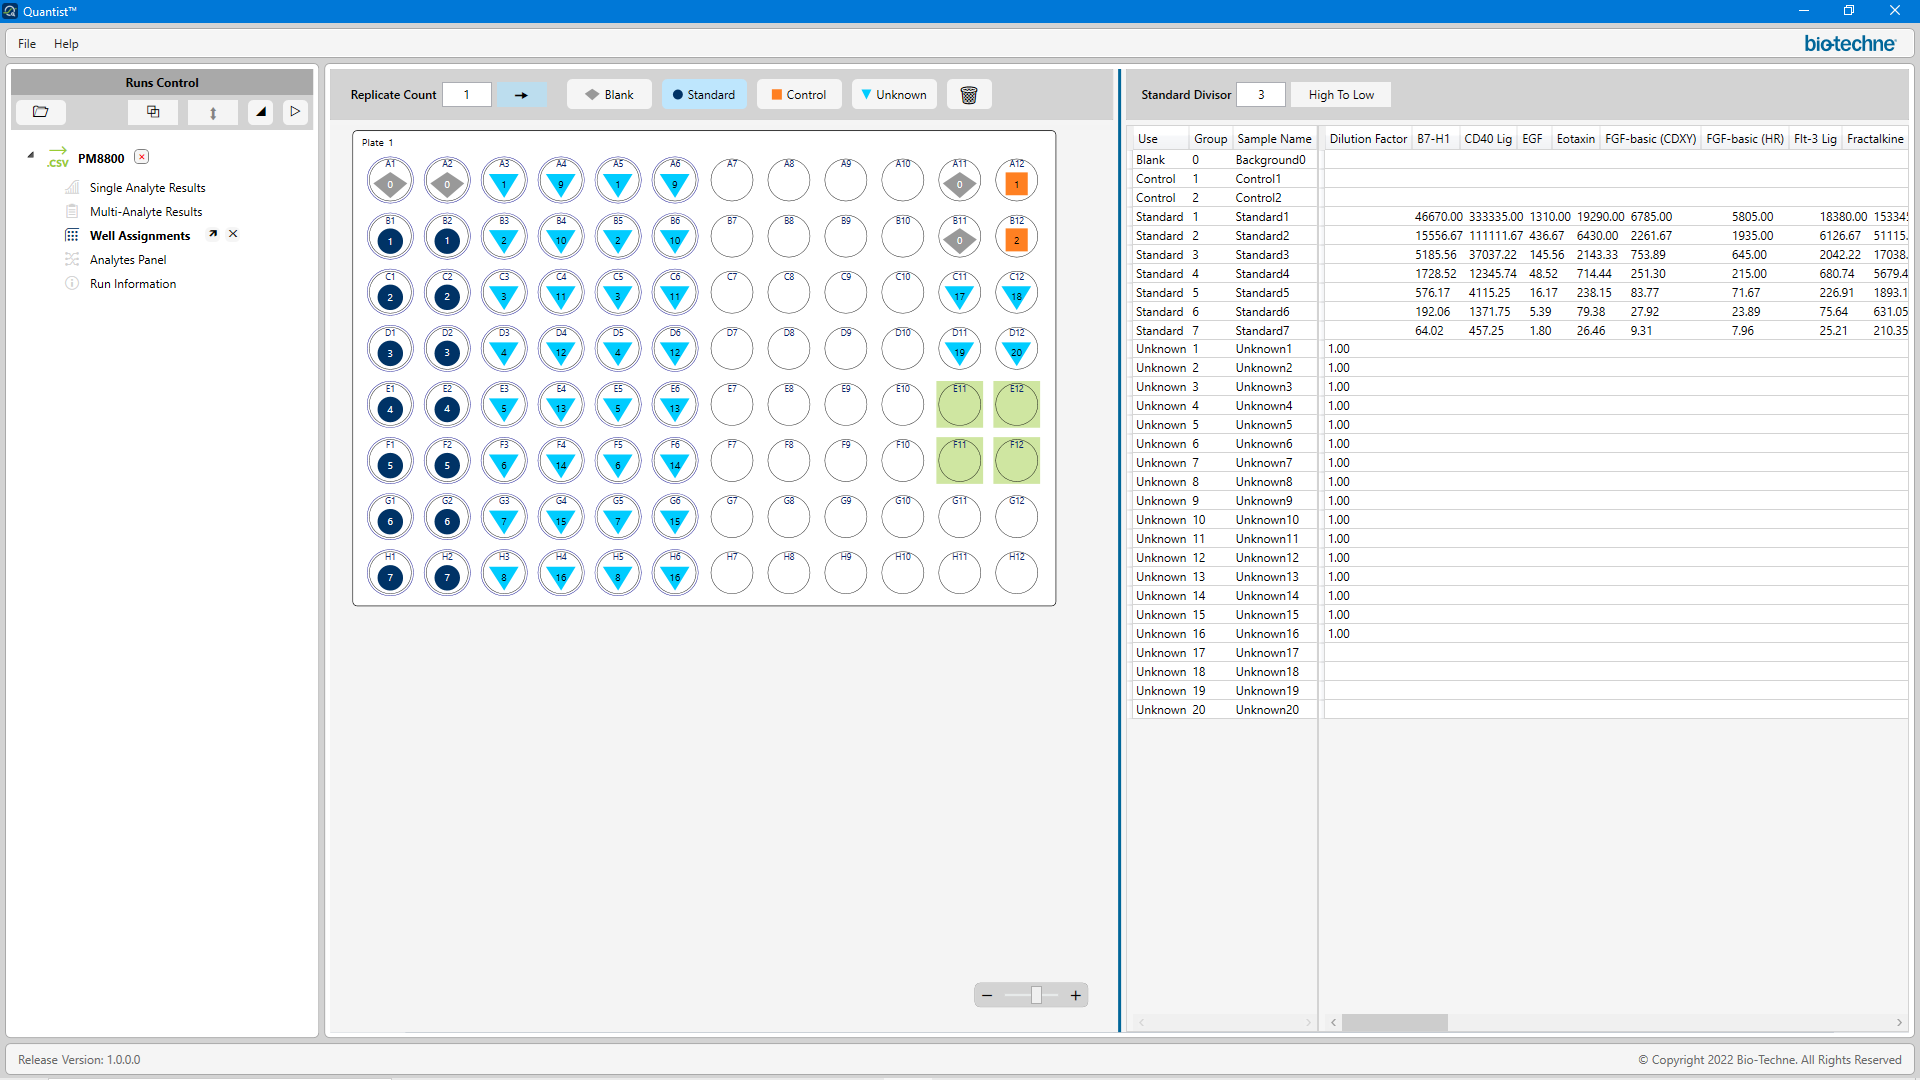 Quantist™
File Help
bio-techne
Runs Control
.CSV PM8800
Single Analyte Results
Multi-Analyte Results
Well Assignments
Analytes Panel
Run Information
Replicate Count 1 Blank Standard Control Unknown
Plate 1
A1 A2 A3 A4 A5 A6 A7 A8 A9 A10 A11 A12
0 0 1 9 1 9 0 1
B1 B2 B3 B4 B5 B6 B7 B8 B9 B10 B11 B12
1 1 2 10 2 10 0 2
C1 C2 C3 C4 C5 C6 C7 C8 C9 C10 C11 C12
2 2 3 11 3 11 17 18
D1 D2 D3 D4 D5 D6 D7 D8 D9 D10 D11 D12
3 3 4 12 4 12 19 20
E1 E2 E3 E4 E5 E6 E7 E8 E9 E10 E11 E12
4 4 5 13 5 13
F1 F2 F3 F4 F5 F6 F7 F8 F9 F10 F11 F12
5 5 6 14 6 14
G1 G2 G3 G4 G5 G6 G7 G8 G9 G10 G11 G12
6 6 7 15 7 15
H1 H2 H3 H4 H5 H6 H7 H8 H9 H10 H11 H12
7 7 8 16 8 16
Standard Divisor 3 High To Low
Use Group Sample Name Dilution Factor B7-H1 CD40 Lig EGF Eotaxin FGF-basic (CDXY) FGF-basic (HR) Flt-3 Lig Fractalkine
Blank 0 Background0
Control 1 Control1
Control 2 Control2
Standard 1 Standard1 46670.00 333335.00 1310.00 19290.00 6785.00 5805.00 18380.00 153345
Standard 2 Standard2 15556.67 111111.67 436.67 6430.00 2261.67 1935.00 6126.67 51115.
Standard 3 Standard3 5185.56 37037.22 145.56 2143.33 753.89 645.00 2042.22 17038.
Standard 4 Standard4 1728.52 12345.74 48.52 714.44 251.30 215.00 680.74 5679.4
Standard 5 Standard5 576.17 4115.25 16.17 238.15 83.77 71.67 226.91 1893.1
Standard 6 Standard6 192.06 1371.75 5.39 79.38 27.92 23.89 75.64 631.05
Standard 7 Standard7 64.02 457.25 1.80 26.46 9.31 7.96 25.21 210.35
Unknown 1 Unknown1 1.00
Unknown 2 Unknown2 1.00
Unknown 3 Unknown3 1.00
Unknown 4 Unknown4 1.00
Unknown 5 Unknown5 1.00
Unknown 6 Unknown6 1.00
Unknown 7 Unknown7 1.00
Unknown 8 Unknown8 1.00
Unknown 9 Unknown9 1.00
Unknown 10 Unknown10 1.00
Unknown 11 Unknown11 1.00
Unknown 12 Unknown12 1.00
Unknown 13 Unknown13 1.00
Unknown 14 Unknown14 1.00
Unknown 15 Unknown15 1.00
Unknown 16 Unknown16 1.00
Unknown 17 Unknown17
Unknown 18 Unknown18
Unknown 19 Unknown19
Unknown 20 Unknown20
Release Version: 1.0.0.0
© Copyright 2022 Bio-Techne. All Rights Reserved